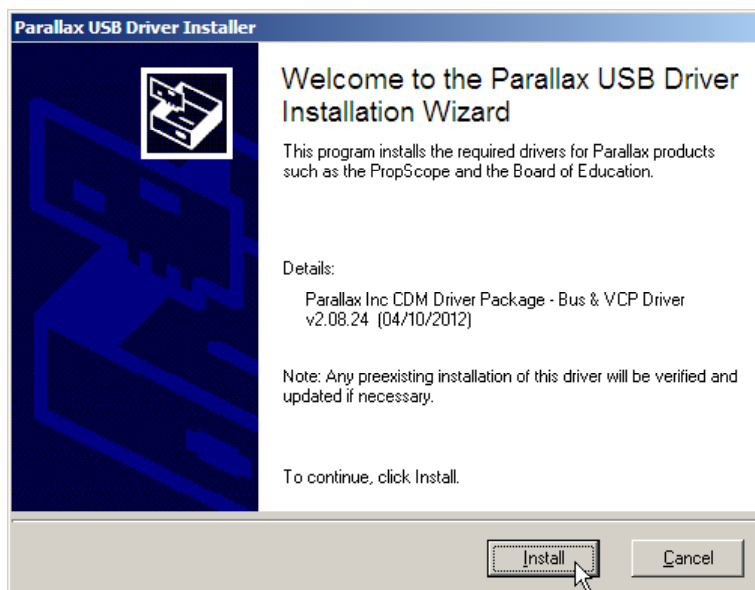 Parallax USB Driver Installer
Welcome to the Parallax USB Driver
Installation Wizard
This program installs the required drivers for Parallax products
such as the PropScope and the Board of Education.
Details:
Parallax Inc CDM Driver Package - Bus & VCP Driver
v2.08.24 (04/10/2012)
Note: Any preexisting installation of this driver will be verified and
updated if necessary.
To continue, click Install.
Install
Cancel